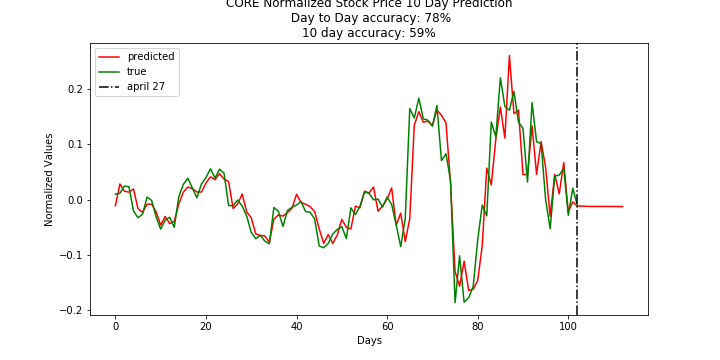 CORE Normalized Stock Price 10 Day Prediction
Day to Day accuracy: 78%
10 day accuracy: 59%
predicted
true
april 27
Normalized Values
0.2
0.1
0.0
−0.1
−0.2
0 20 40 60 80 100
Days